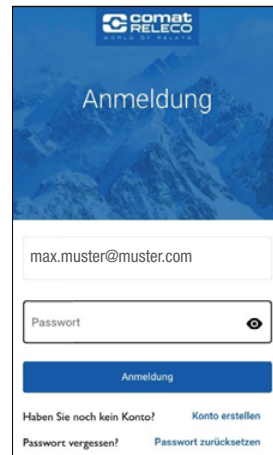 comat
RELECO
WORLD OF RELAYS
Anmeldung
max.muster@muster.com
Passwort
Anmeldung
Haben Sie noch kein Konto? Konto erstellen
Passwort vergessen? Passwort zurücksetzen